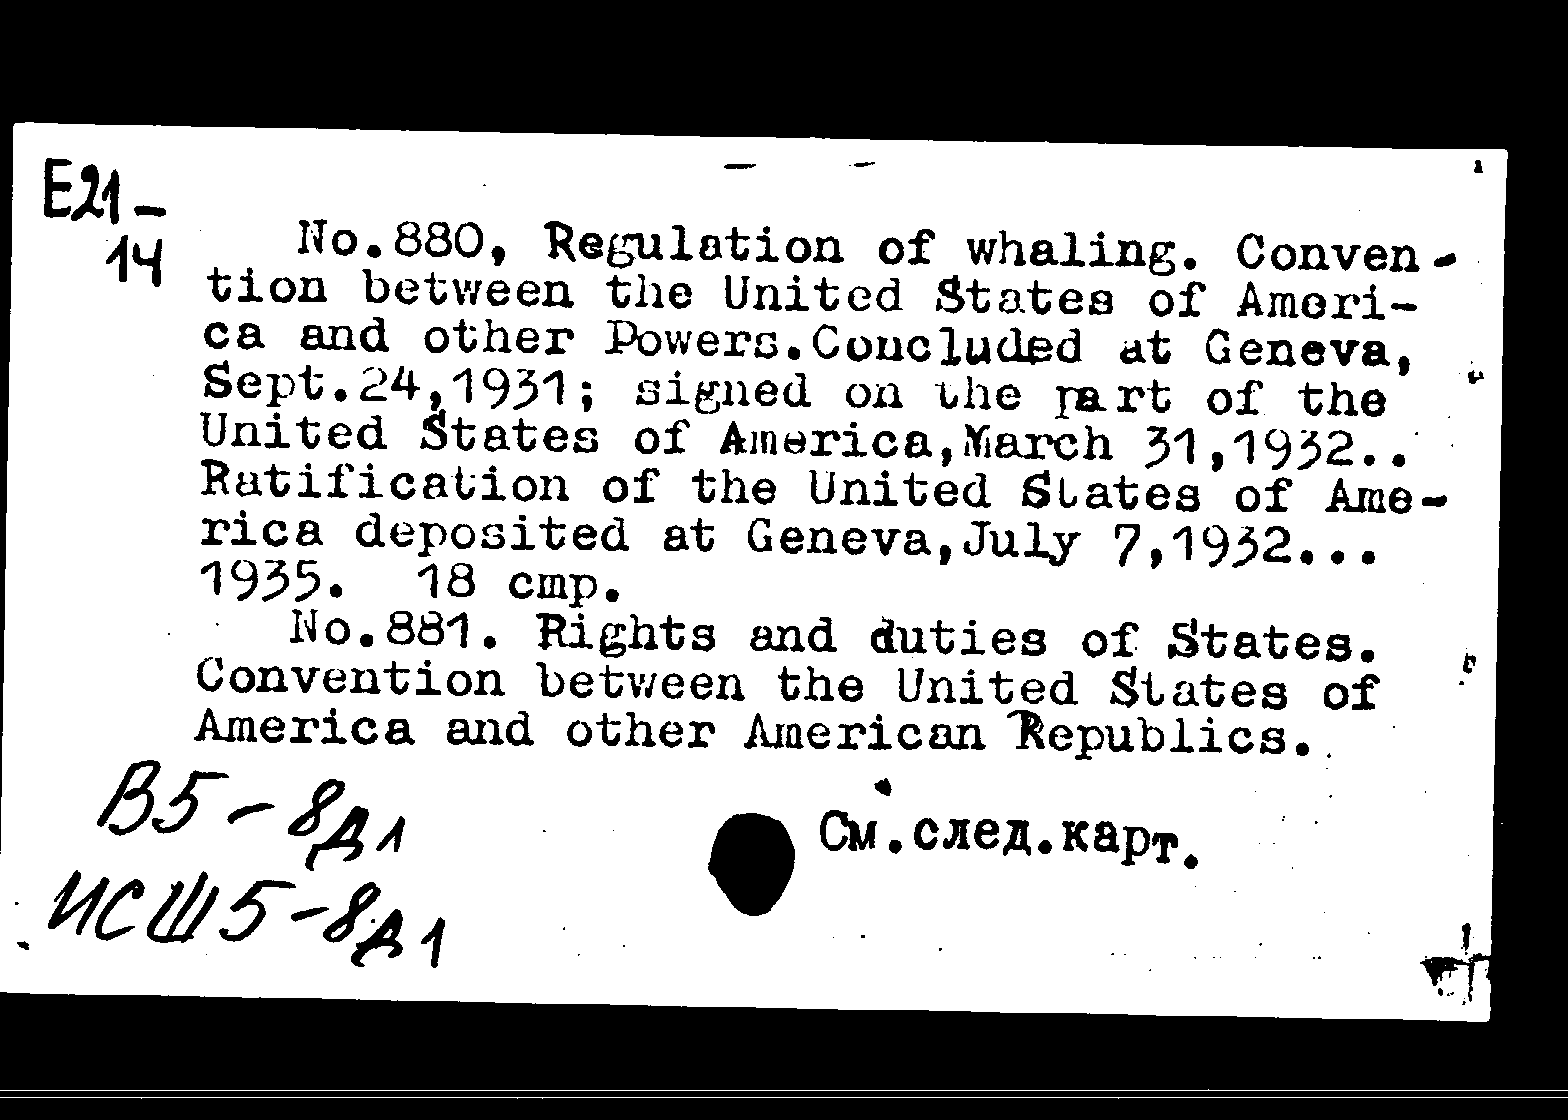 E21-
14
No.880, Regulation of whaling. Conven-
tion between the United States of Ameri-
ca and other Powers.Concluded at Geneva,
Sept.24,1931; signed on the part of the
United States of America,March 31,1932..
Ratification of the United States of Ame-
rica deposited at Geneva,July 7,1932...
1935. 18 cmp.
No.881. Rights and duties of States.
Convention between the United States of
America and other American Republics.
В5-8д1
См.след.карт.
ИСШ5-8д1